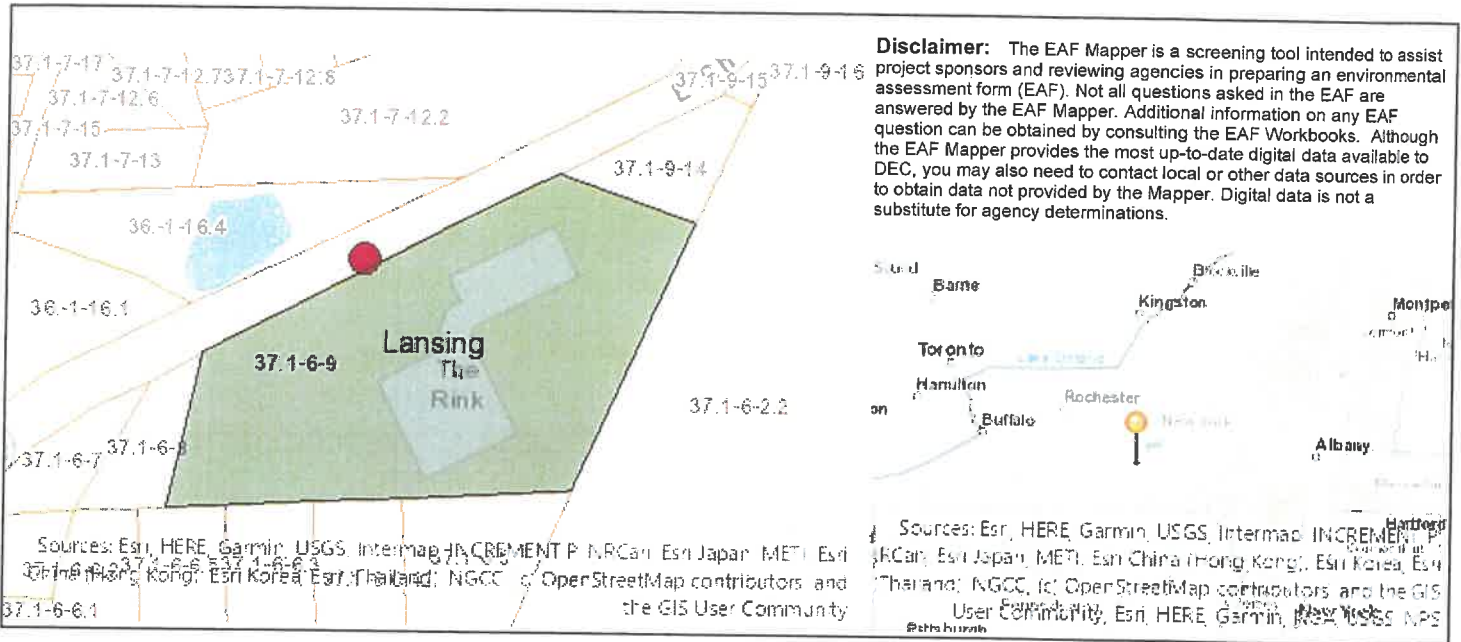 37.1-7-17
37.1-7-12.7
37.1-7-12.8
37.1-7-12.6
37.1-7-15
37.1-7-13
37.1-7-12.2
37.1-9-15
37.1-9-16
37.1-9-14
36.-1-16.4
36.-1-16.1
37.1-6-9
Lansing
The
Rink
37.1-6-2.2
37.1-6-7
37.1-6-8
37.1-6-6.1
Sources: Esri, HERE, Garmin, USGS, Intermap, INCREMENT P, NRCan, Esri Japan, METI, Esri
China (Hong Kong), Esri Korea, Esri (Thailand), NGCC, (c) OpenStreetMap contributors, and
the GIS User Community
Disclaimer: The EAF Mapper is a screening tool intended to assist
project sponsors and reviewing agencies in preparing an environmental
assessment form (EAF). Not all questions asked in the EAF are
answered by the EAF Mapper. Additional information on any EAF
question can be obtained by consulting the EAF Workbooks. Although
the EAF Mapper provides the most up-to-date digital data available to
DEC, you may also need to contact local or other data sources in order
to obtain data not provided by the Mapper. Digital data is not a
substitute for agency determinations.
Barrie
Brockville
Kingston
Montpe
Toronto
Lake Ontario
Hamilton
Rochester
Buffalo
New York
Albany
Hartford
Sources: Esri, HERE, Garmin, USGS, Intermap, INCREMENT P,
NRCan, Esri Japan, METI, Esri China (Hong Kong), Esri Korea, Esri
(Thailand), NGCC, (c) OpenStreetMap contributors, and the GIS
User Community, Esri, HERE, Garmin, USGS, NPS
New York
Pittsburgh